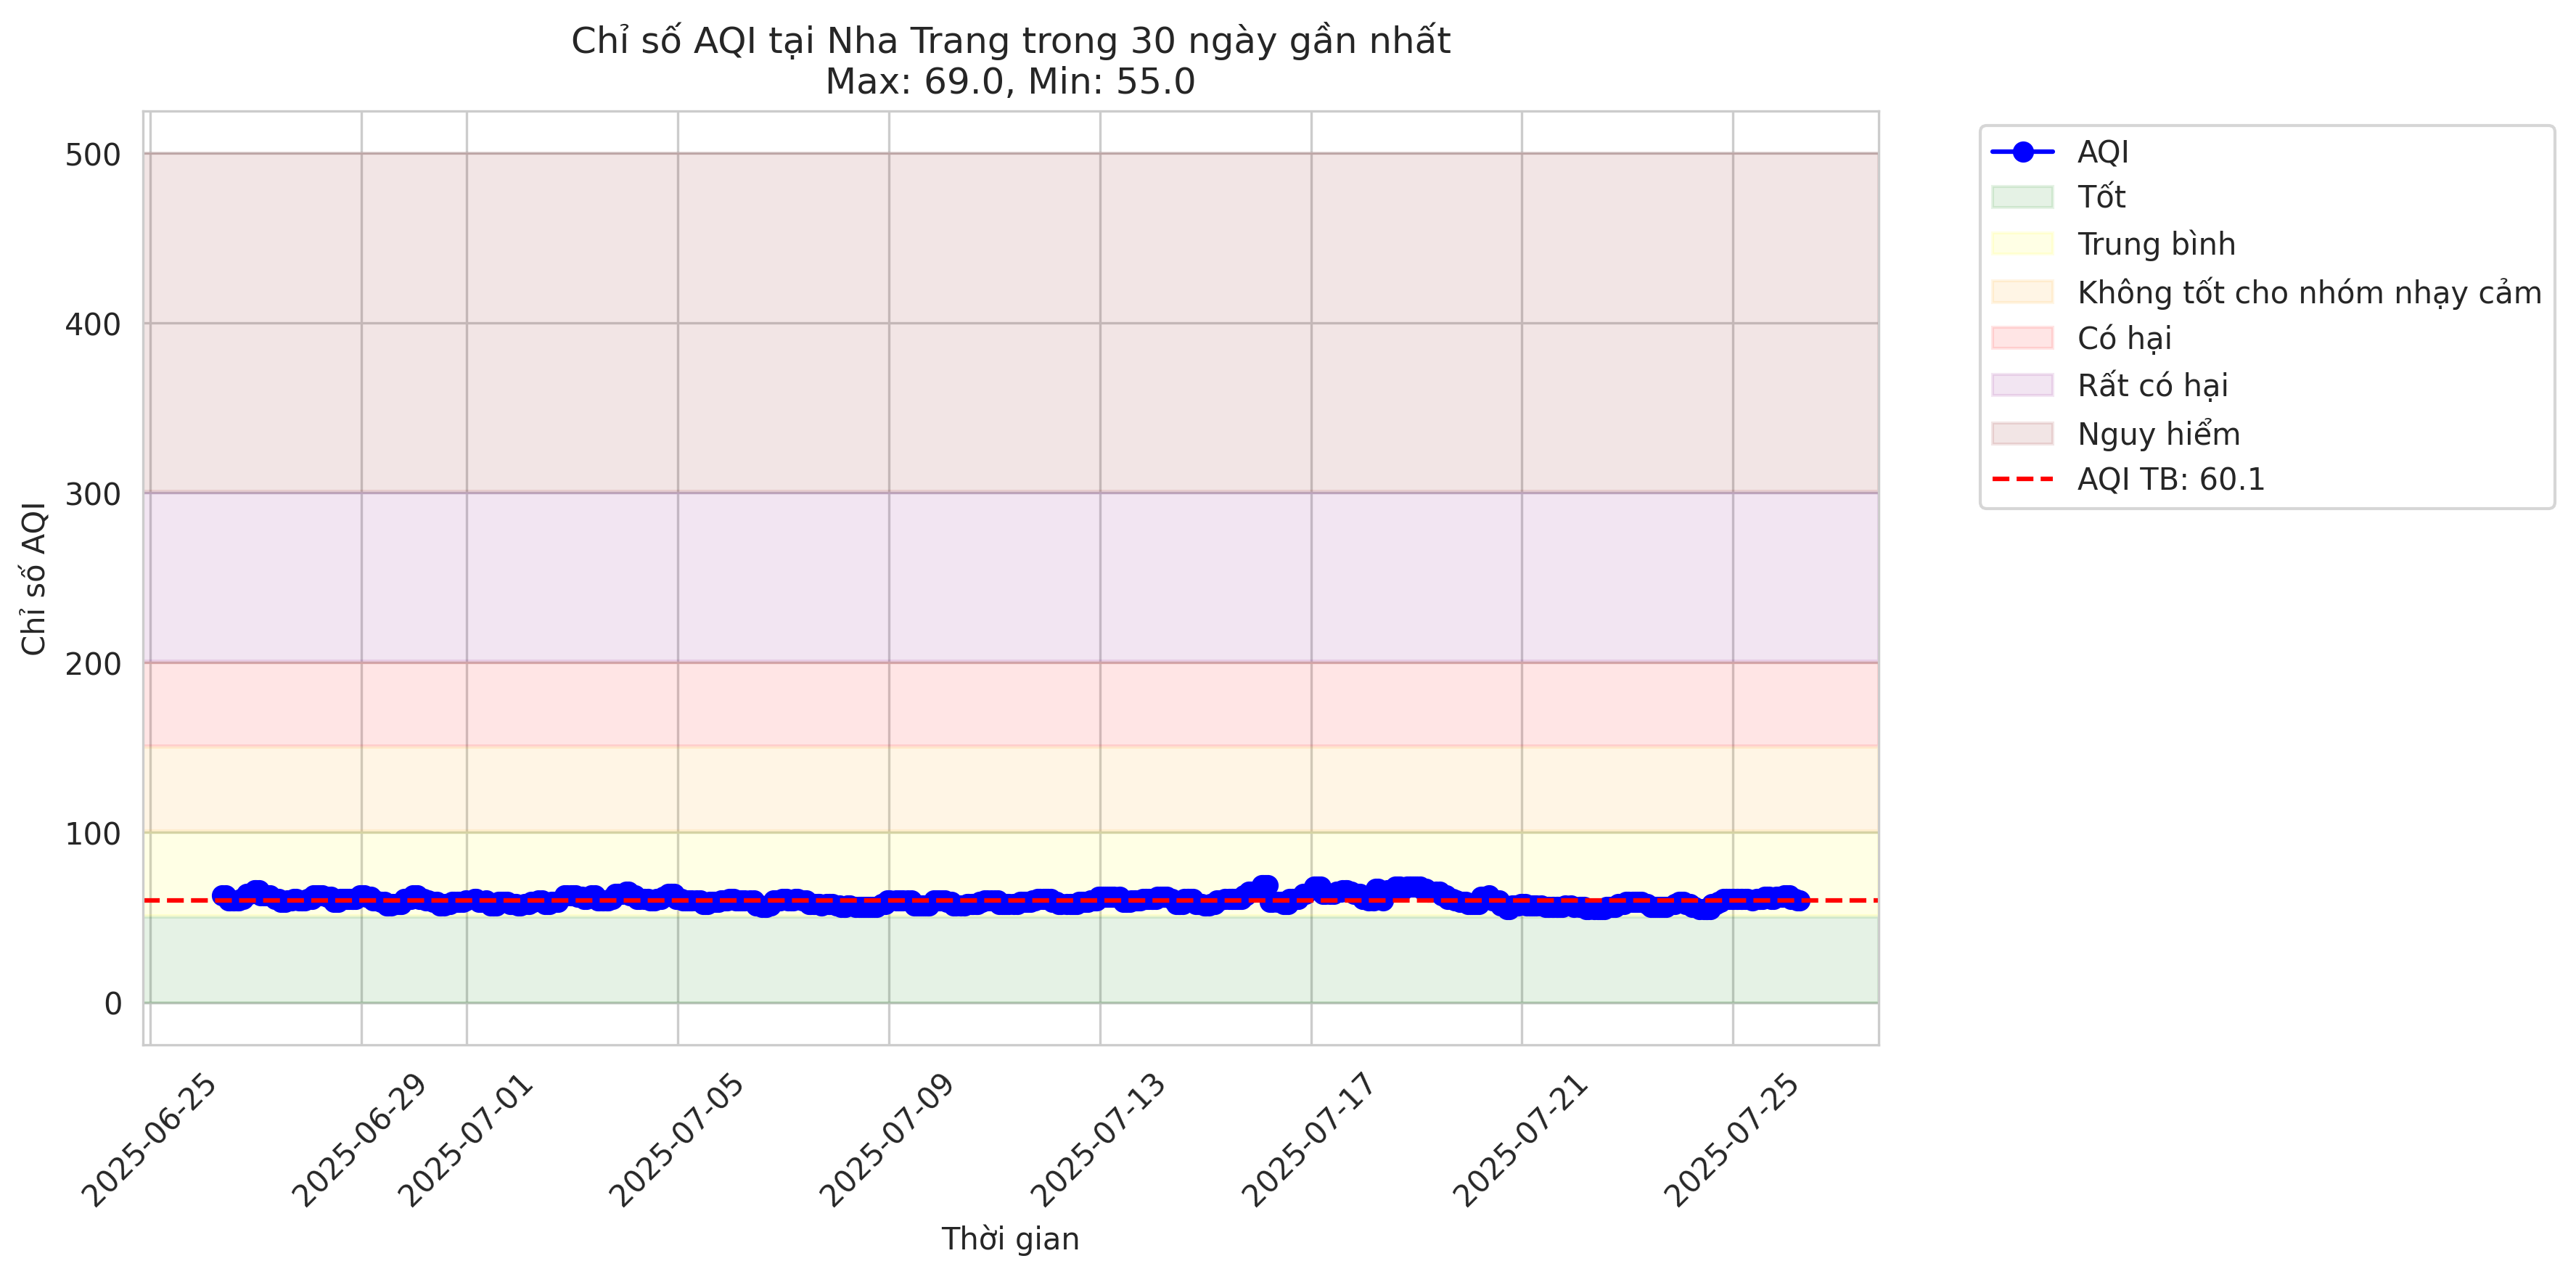 Chỉ số AQI tại Nha Trang trong 30 ngày gần nhất
Max: 69.0, Min: 55.0
Chỉ số AQI
500
400
300
200
100
0
2025-06-25
2025-06-29
2025-07-01
2025-07-05
2025-07-09
2025-07-13
2025-07-17
2025-07-21
2025-07-25
Thời gian
AQI
Tốt
Trung bình
Không tốt cho nhóm nhạy cảm
Có hại
Rất có hại
Nguy hiểm
AQI TB: 60.1